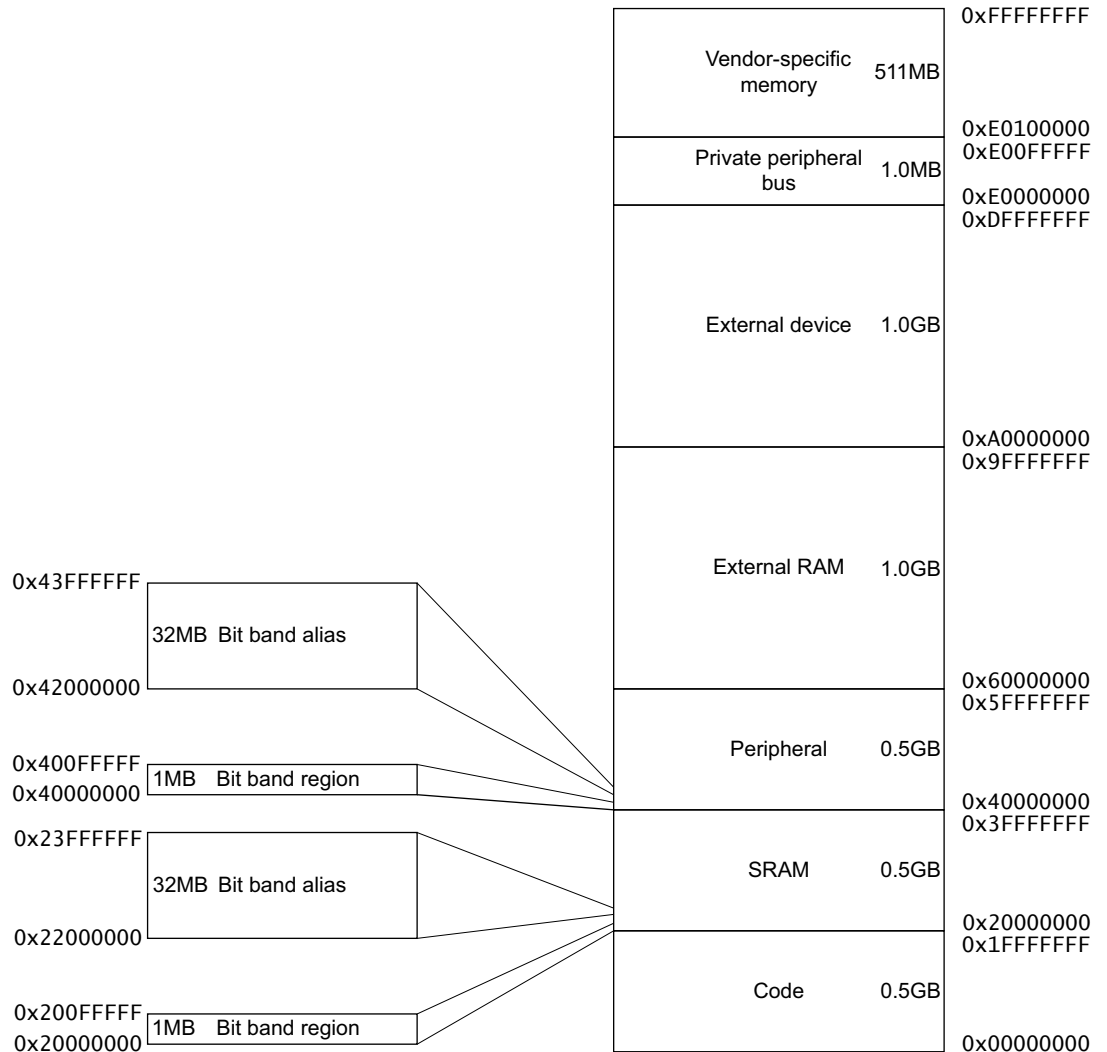 0xFFFFFFFF
Vendor-specific
memory
511MB
0xE0100000
0xE00FFFFF
Private peripheral
bus
1.0MB
0xE0000000
0xDFFFFFFF
External device
1.0GB
0xA0000000
0x9FFFFFFF
External RAM
1.0GB
0x43FFFFFF
32MB Bit band alias
0x42000000
0x60000000
0x5FFFFFFF
Peripheral
0.5GB
0x400FFFFF
1MB Bit band region
0x40000000
0x40000000
0x3FFFFFFF
0x23FFFFFF
32MB Bit band alias
0x22000000
SRAM
0.5GB
0x20000000
0x1FFFFFFF
Code
0.5GB
0x200FFFFF
1MB Bit band region
0x20000000
0x00000000